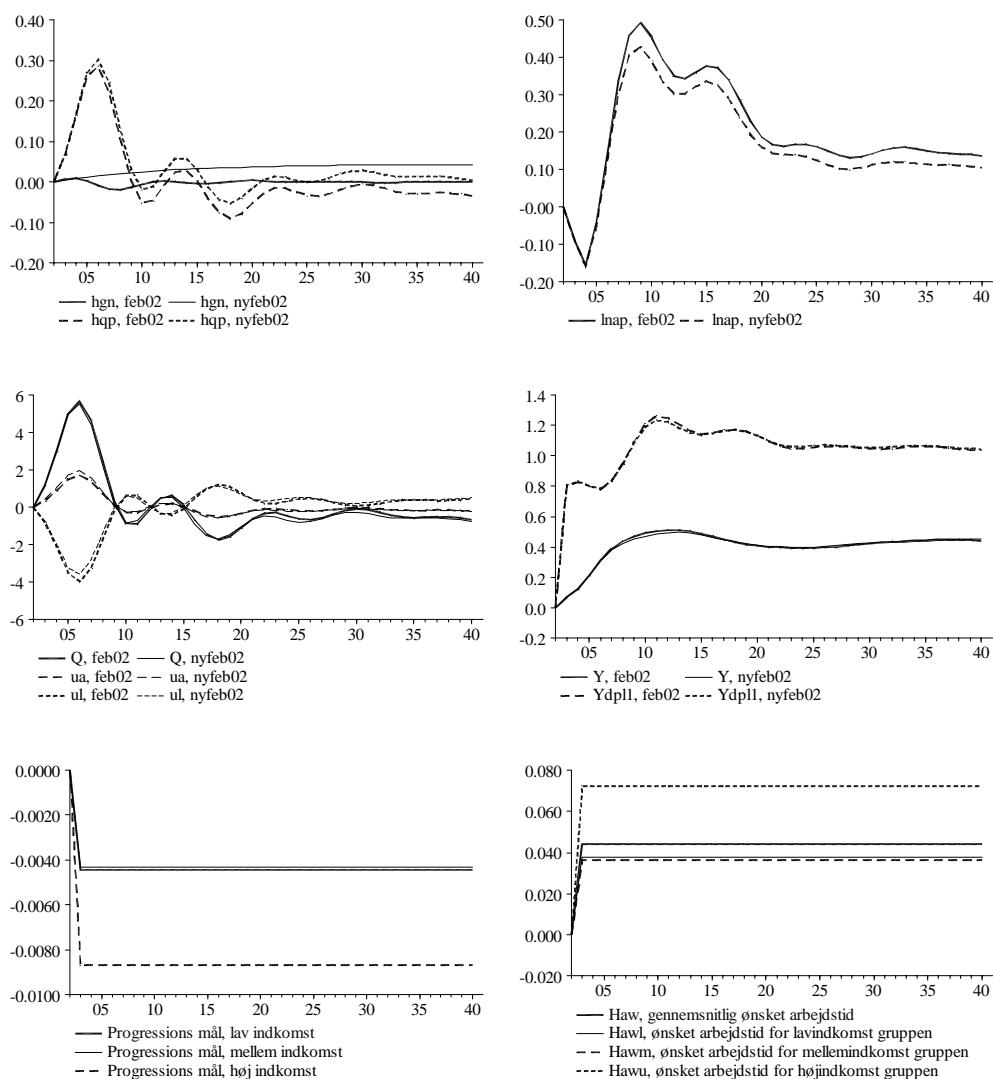 0.40
0.30
0.20
0.10
0.00
-0.10
-0.20
05 10 15 20 25 30 35 40
hgn, feb02 hgn, nyfeb02
hqp, feb02 hqp, nyfeb02
0.50
0.40
0.30
0.20
0.10
-0.00
-0.10
-0.20
05 10 15 20 25 30 35 40
lnap, feb02 lnap, nyfeb02
6
4
2
0
-2
-4
-6
05 10 15 20 25 30 35 40
Q, feb02 Q, nyfeb02
ua, feb02 ua, nyfeb02
ul, feb02 ul, nyfeb02
1.4
1.2
1.0
0.8
0.6
0.4
0.2
0.0
-0.2
05 10 15 20 25 30 35 40
Y, feb02 Y, nyfeb02
Ydpl1, feb02 Ydpl1, nyfeb02
0.0000
-0.0020
-0.0040
-0.0060
-0.0080
-0.0100
05 10 15 20 25 30 35 40
Progressions mål, lav indkomst
Progressions mål, mellem indkomst
Progressions mål, høj indkomst
0.080
0.060
0.040
0.020
0.000
-0.020
05 10 15 20 25 30 35 40
Haw, gennemsnitlig ønsket arbejdstid
Hawl, ønsket arbejdstid for lavindkomst gruppen
Hawm, ønsket arbejdstid for mellemindkomst gruppen
Hawu, ønsket arbejdstid for højindkomst gruppen